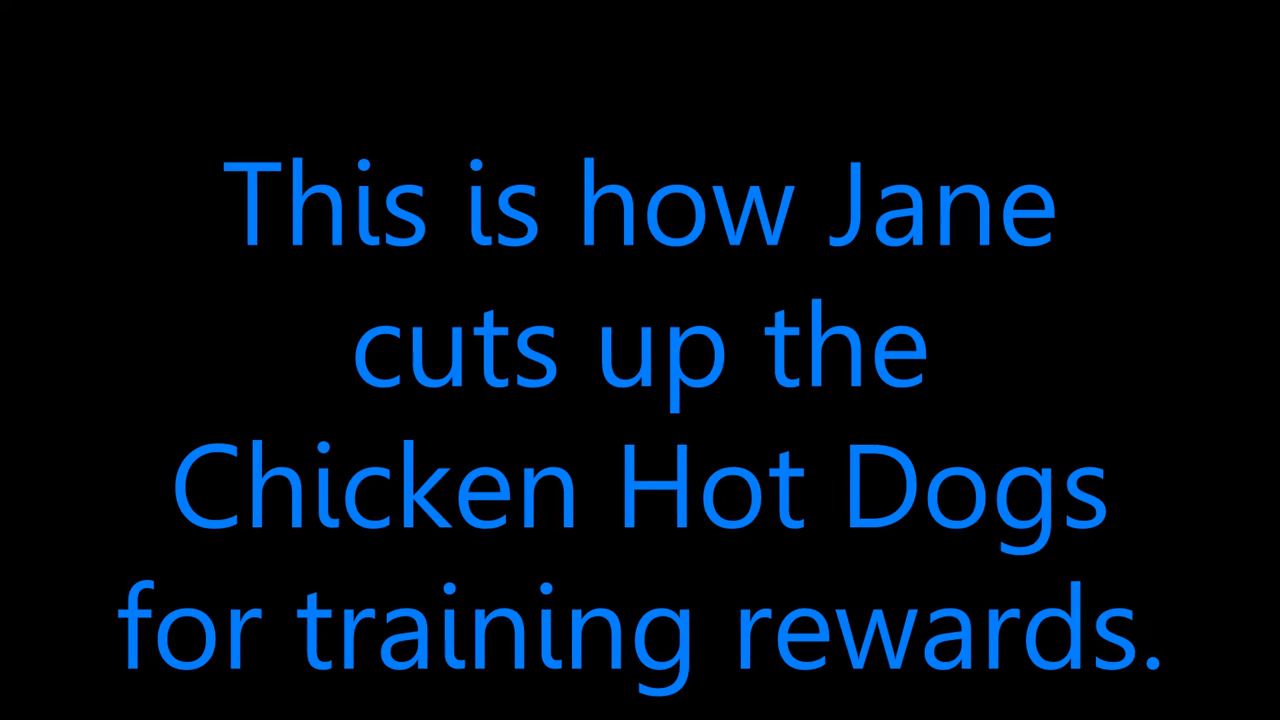 This is how Jane
cuts up the
Chicken Hot Dogs
for training rewards.